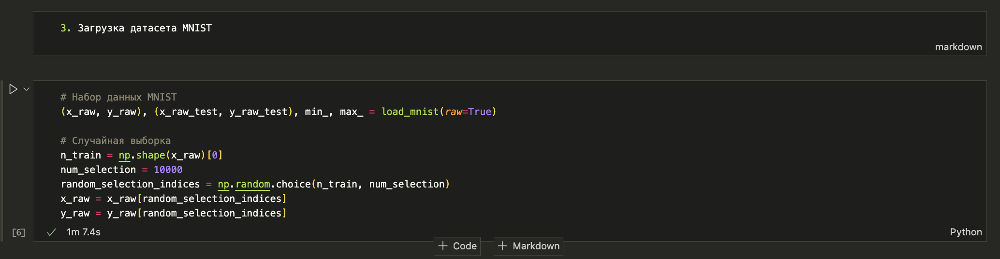 3. Загрузка датасета MNIST
markdown
# Набор данных MNIST
(x_raw, y_raw), (x_raw_test, y_raw_test), min_, max_ = load_mnist(raw=True)
# Случайная выборка
n_train = np.shape(x_raw)[0]
num_selection = 10000
random_selection_indices = np.random.choice(n_train, num_selection)
x_raw = x_raw[random_selection_indices]
y_raw = y_raw[random_selection_indices]
[6] 1m 7.4s Python
+ Code + Markdown